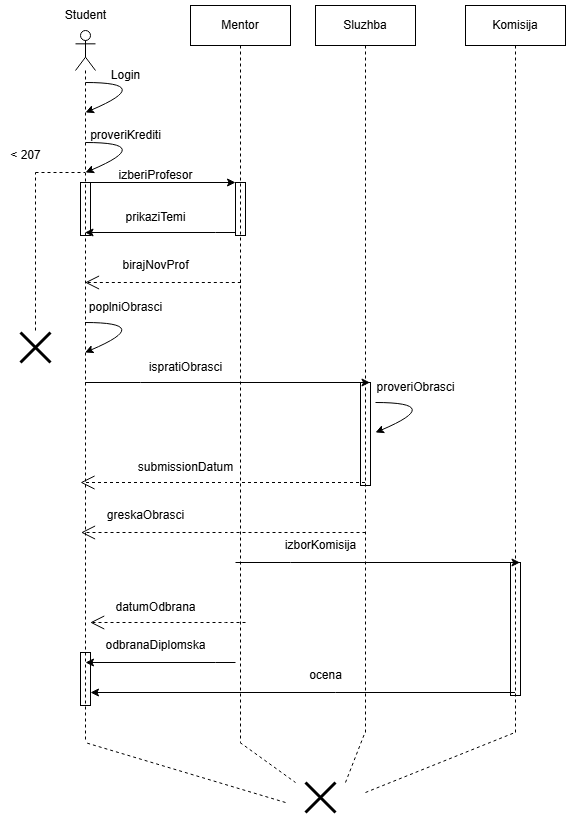 Student
Mentor
Sluzhba
Komisija
Login
proveriKrediti
< 207
izberiProfesor
prikaziTemi
birajNovProf
poplniObrasci
ispratiObrasci
proveriObrasci
submissionDatum
greskaObrasci
izborKomisija
datumOdbrana
odbranaDiplomska
ocena